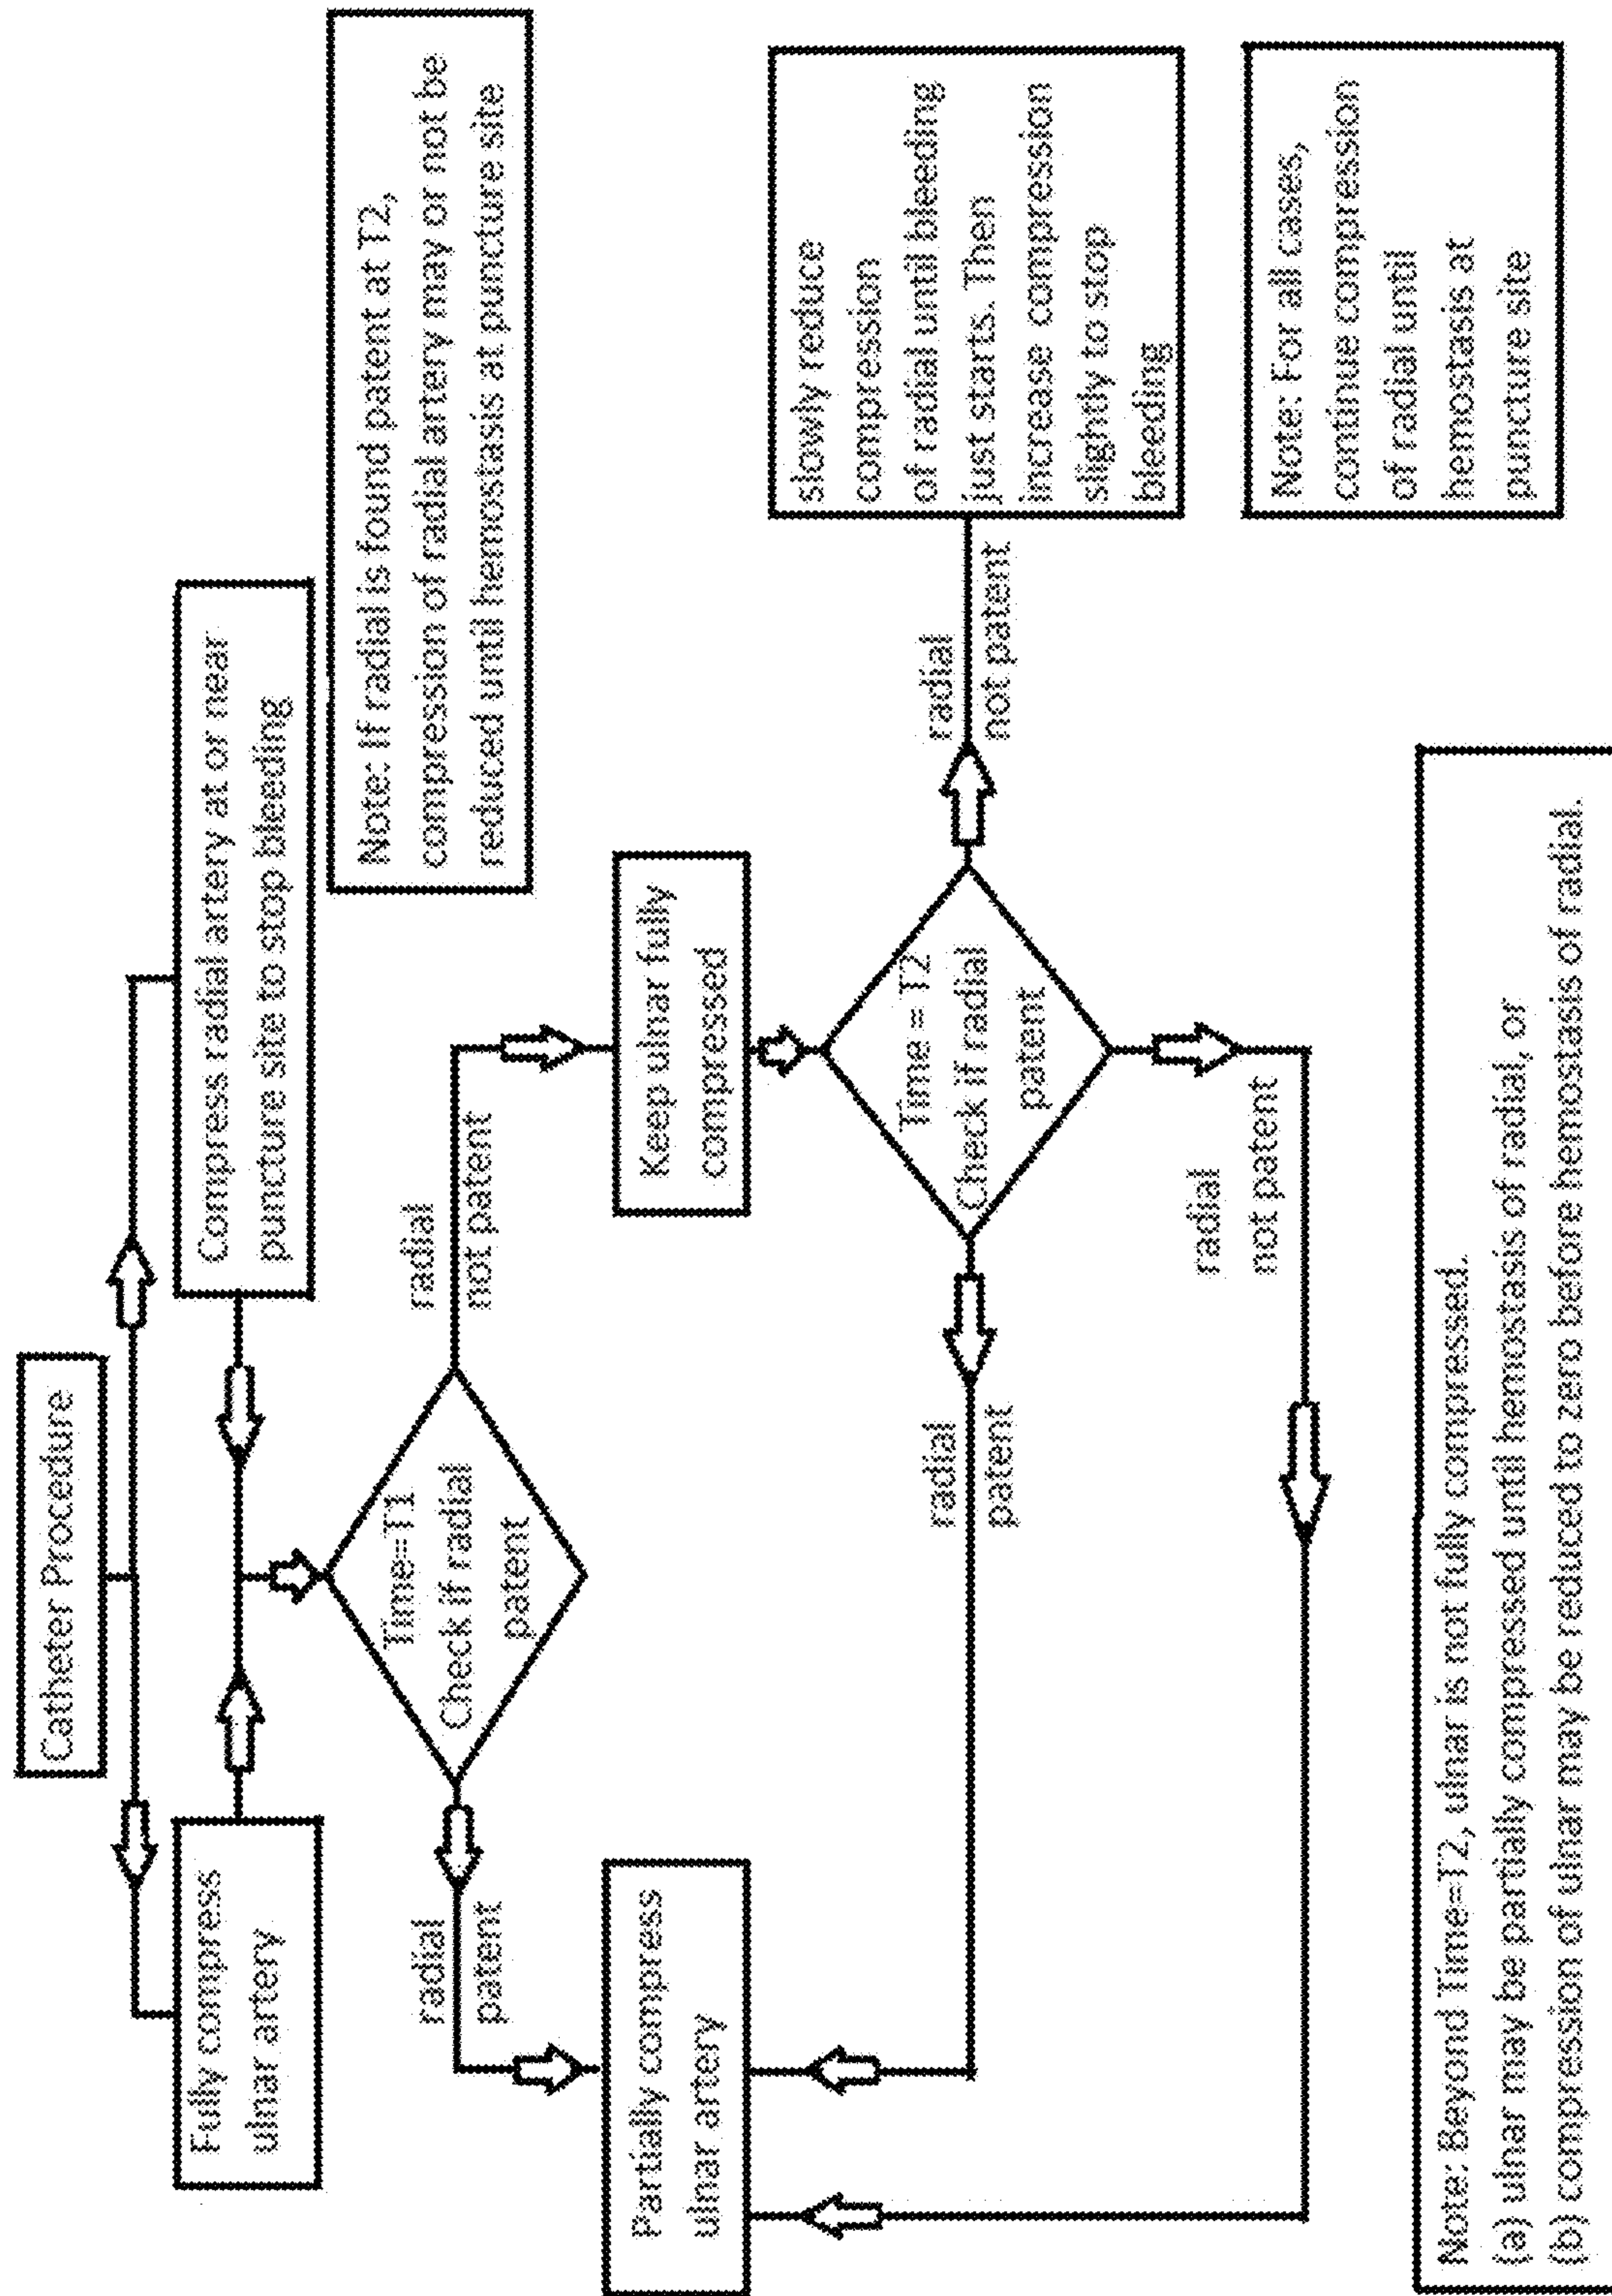 Catheter Procedure
Fully compress
ulnar artery
Compress radial artery at or near
puncture site to stop bleeding
Note: If radial is found patent at T2,
compression of radial artery may or not be
reduced until hemostasis at puncture site
Time=T1
Check if radial
patent
radial
patent
radial
not patent
Partially compress
ulnar artery
Keep ulnar fully
compressed
Time = T2
Check if radial
patent
radial
patent
radial
not patent
radial
not patent
slowly reduce
compression
of radial until bleeding
just starts. Then
increase compression
slightly to stop
bleeding
Note: For all cases,
continue compression
of radial until
hemostasis at
puncture site
Note: Beyond Time=T2, ulnar is not fully compressed.
(a) ulnar may be partially compressed until hemostasis of radial, or
(b) compression of ulnar may be reduced to zero before hemostasis of radial.